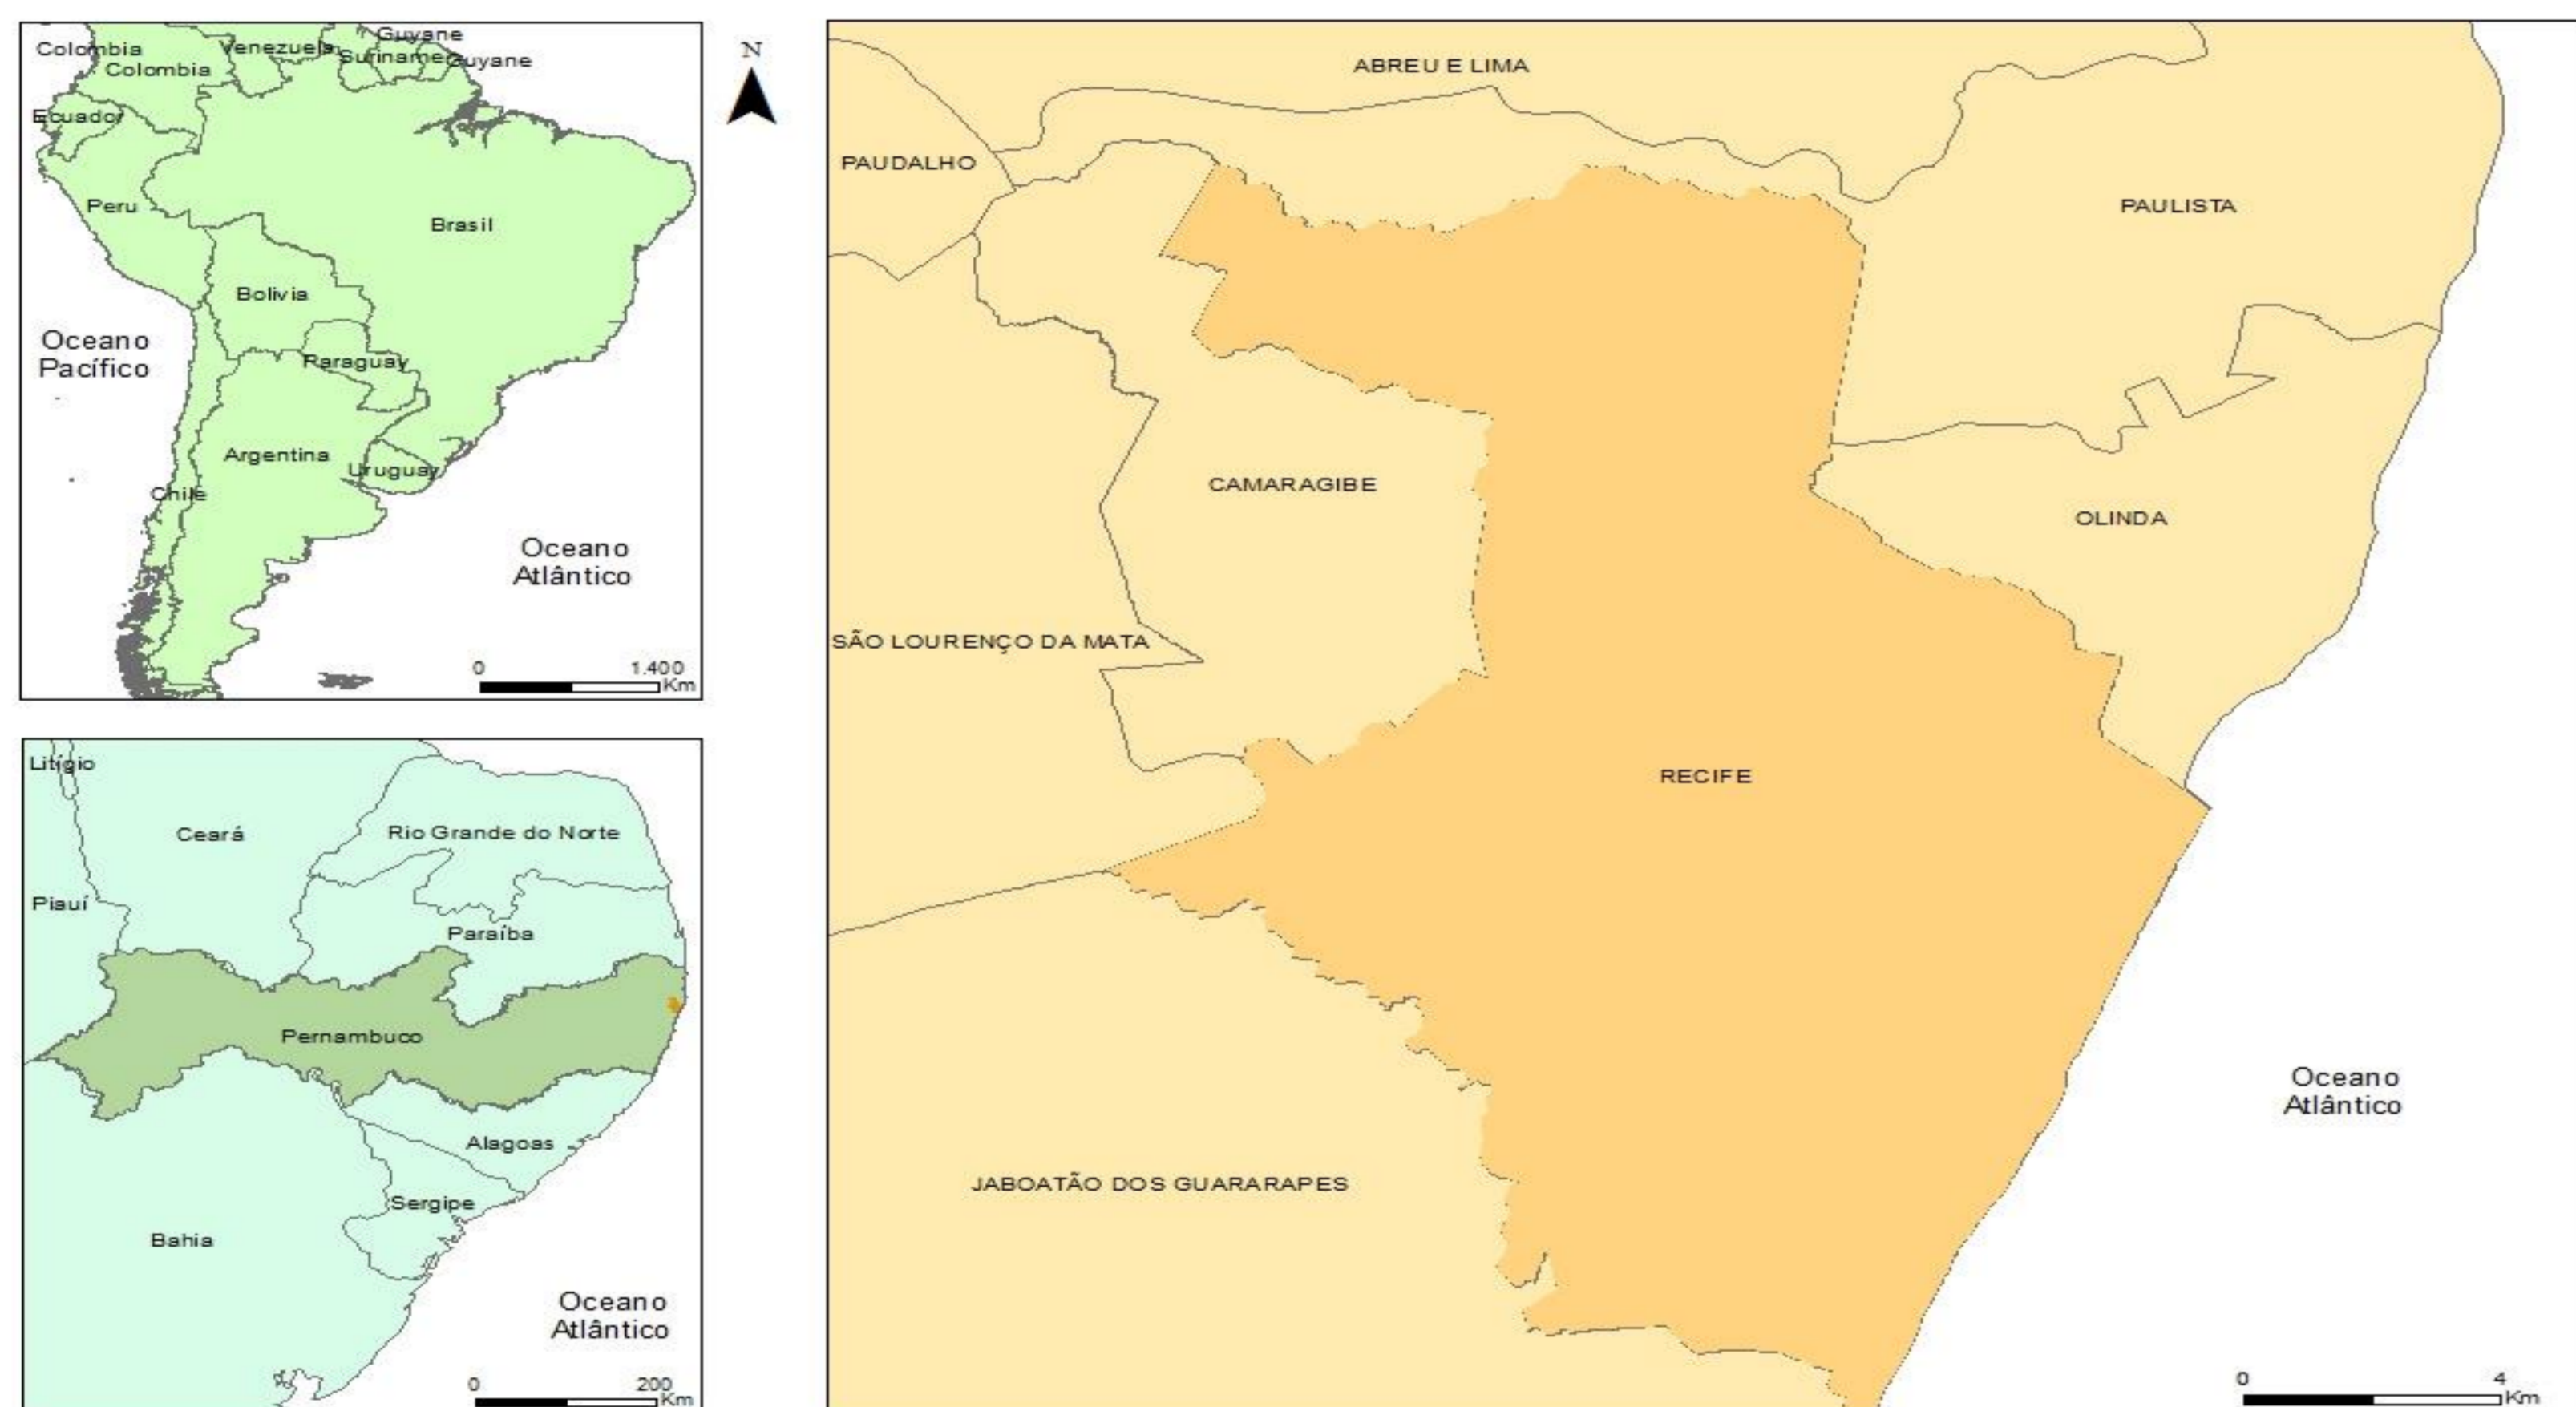 Colombia
Colombia
Venezuela
Guyane
Suriname
Guyane
Ecuador
Peru
Brasil
Bolivia
Oceano
Pacífico
Paraguay
Argentina
Uruguay
Chile
Oceano
Atlântico
0 1.400
Km
N
Litígio
Ceará
Rio Grande do Norte
Piauí
Paraíba
Pernambuco
Alagoas
Sergipe
Bahia
Oceano
Atlântico
0 200
Km
ABREU E LIMA
PAUDALHO
PAULISTA
CAMARAGIBE
OLINDA
SÃO LOURENÇO DA MATA
RECIFE
Oceano
Atlântico
JABOATÃO DOS GUARARAPES
0 4
Km